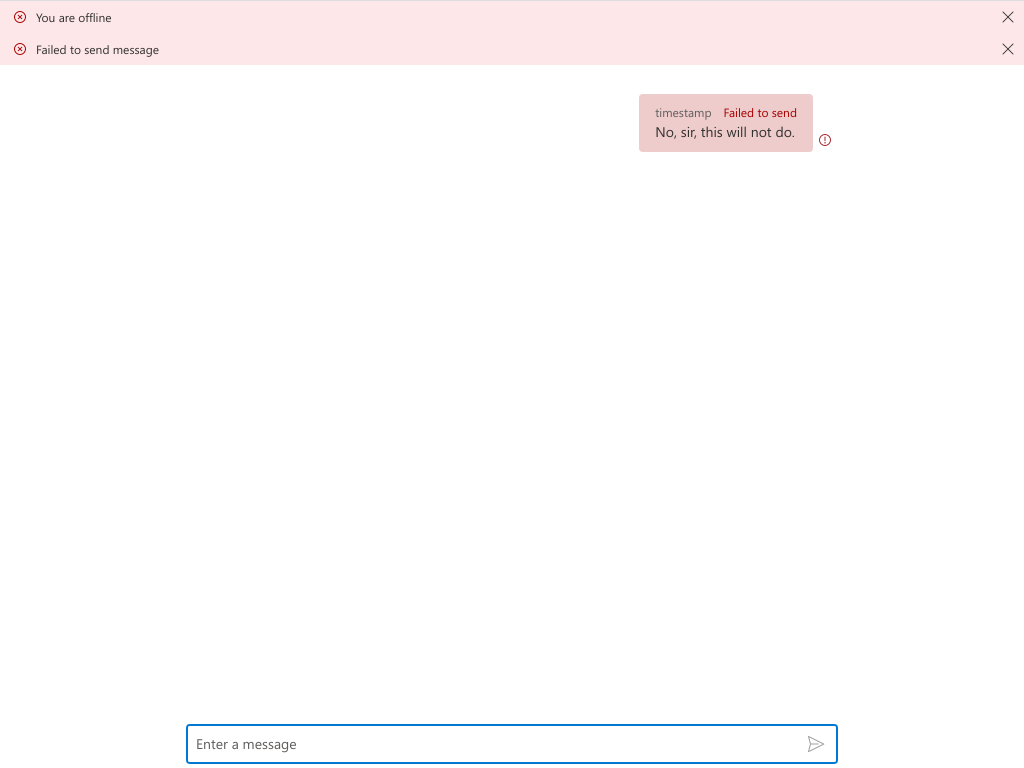 You are offline
Failed to send message
timestamp Failed to send
No, sir, this will not do.
Enter a message